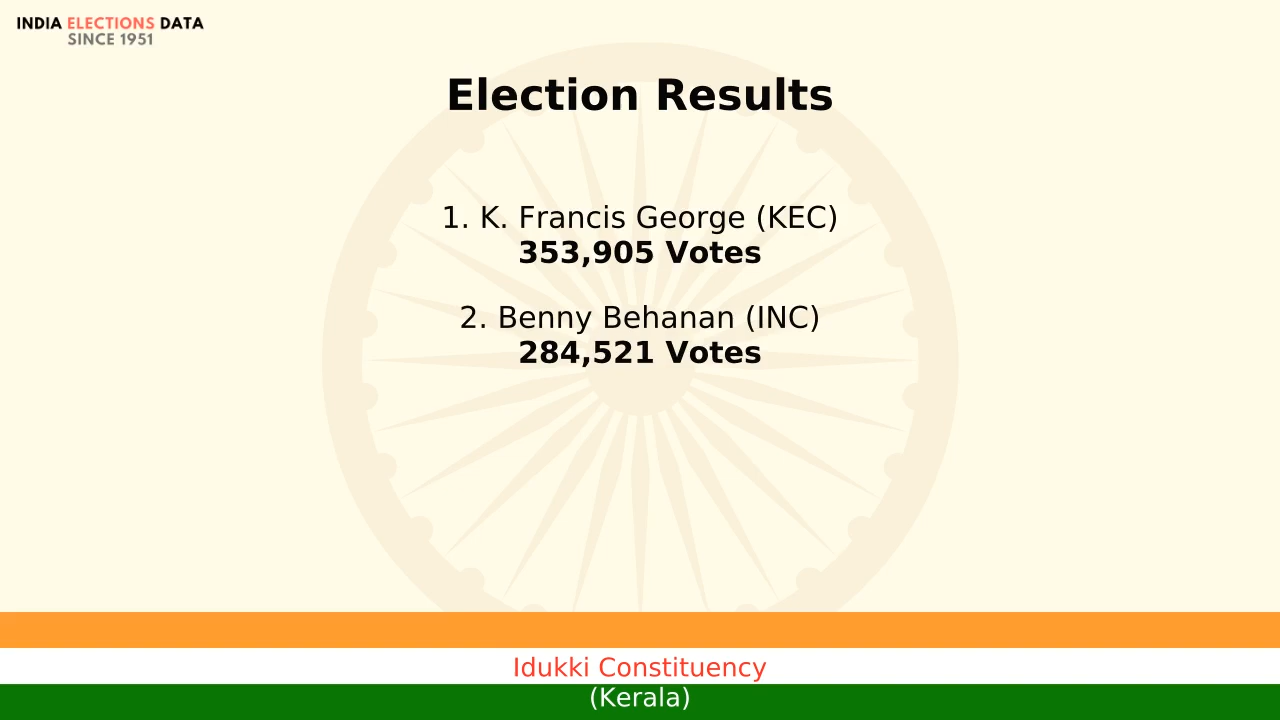 INDIA ELECTIONS DATA
SINCE 1951
Election Results
1. K. Francis George (KEC)
353,905 Votes
2. Benny Behanan (INC)
284,521 Votes
Idukki Constituency
(Kerala)